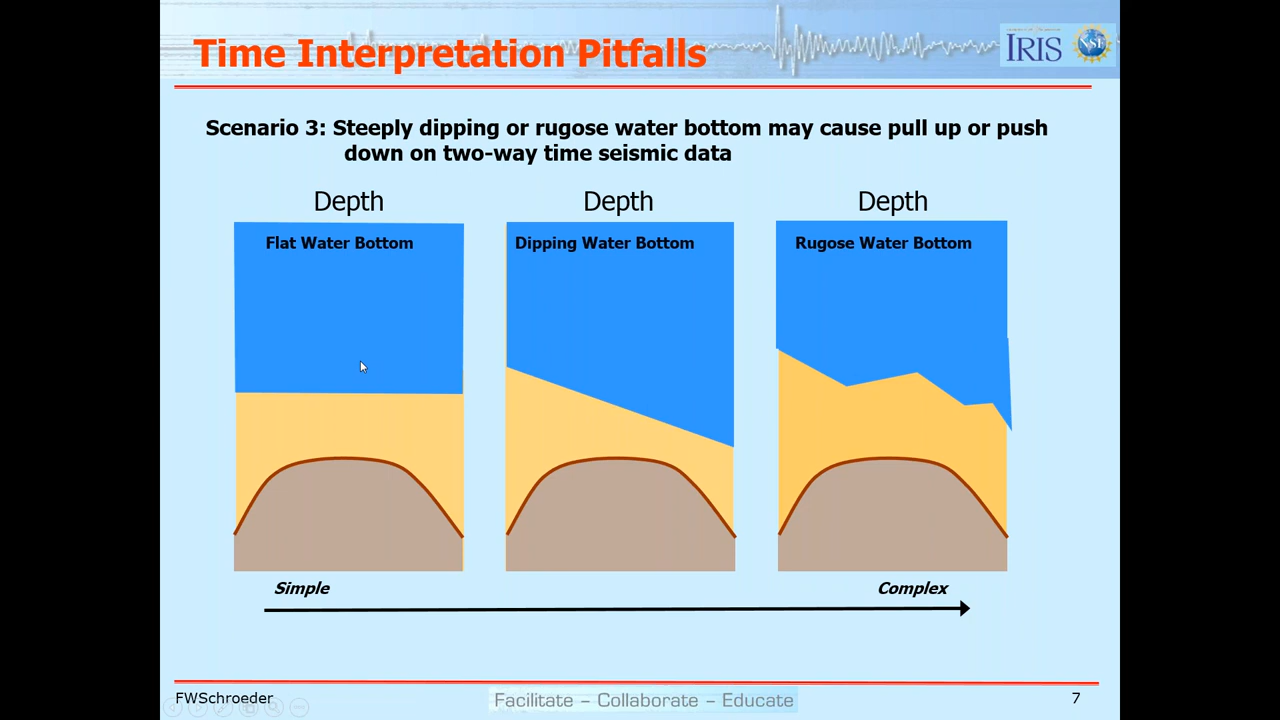 Time Interpretation Pitfalls
IRIS
NSF
Scenario 3: Steeply dipping or rugose water bottom may cause pull up or push
down on two-way time seismic data
Depth
Depth
Depth
Flat Water Bottom
Dipping Water Bottom
Rugose Water Bottom
Simple
Complex
FWSchroeder
Facilitate – Collaborate – Educate
7